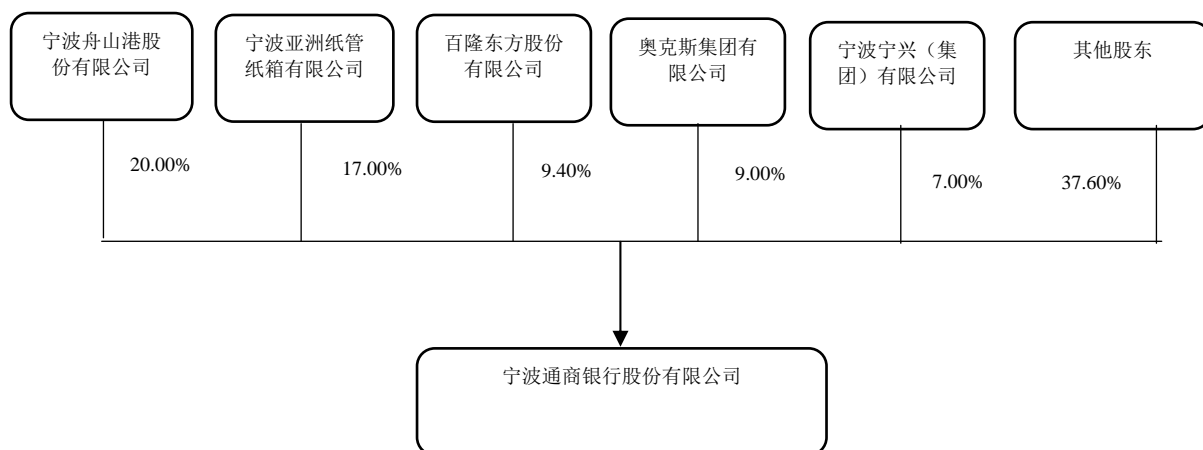 宁波舟山港股
份有限公司
宁波亚洲纸管
纸箱有限公司
百隆东方股份
有限公司
奥克斯集团有
限公司
宁波宁兴（集
团）有限公司
其他股东
20.00%
17.00%
9.40%
9.00%
7.00%
37.60%
宁波通商银行股份有限公司